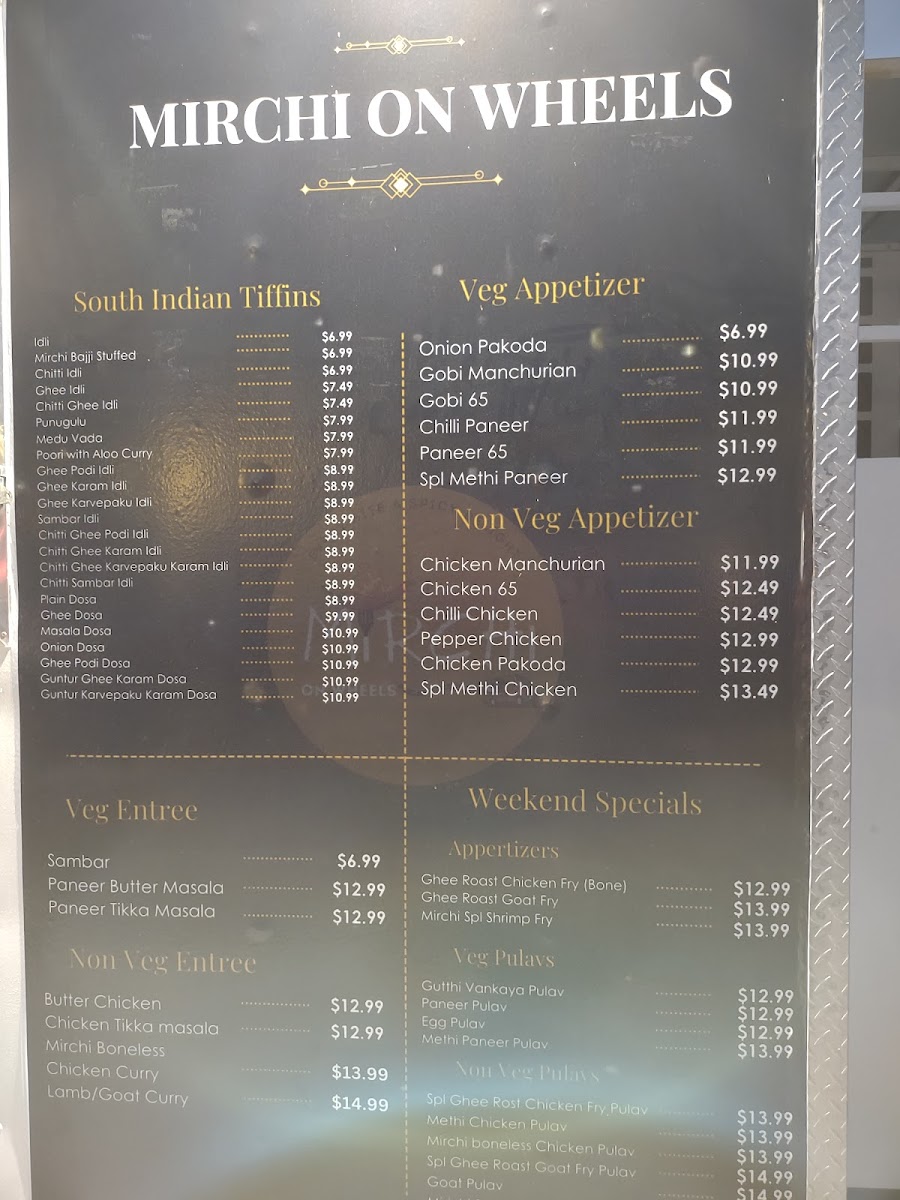 MIRCHI ON WHEELS
South Indian Tiffins
Idli $6.99
Mirchi Bajji Stuffed $6.99
Chitti Idli $6.99
Ghee Idli $7.49
Chitti Ghee Idli $7.49
Punugulu $7.99
Medu Vada $7.99
Poori with Aloo Curry $7.99
Ghee Podi Idli $8.99
Ghee Karam Idli $8.99
Ghee Karvepaku Idli $8.99
Sambar Idli $8.99
Chitti Ghee Podi Idli $8.99
Chitti Ghee Karam Idli $8.99
Chitti Ghee Karvepaku Karam Idli $8.99
Chitti Sambar Idli $8.99
Plain Dosa $8.99
Ghee Dosa $9.99
Masala Dosa $10.99
Onion Dosa $10.99
Ghee Podi Dosa $10.99
Guntur Ghee Karam Dosa $10.99
Guntur Karvepaku Karam Dosa $10.99
Veg Appetizer
Onion Pakoda $6.99
Gobi Manchurian $10.99
Gobi 65 $10.99
Chilli Paneer $11.99
Paneer 65 $11.99
Spl Methi Paneer $12.99
Non Veg Appetizer
Chicken Manchurian $11.99
Chicken 65 $12.49
Chilli Chicken $12.49
Pepper Chicken $12.99
Chicken Pakoda $12.99
Spl Methi Chicken $13.49
MIRCHI
ON WHEELS
Veg Entree
Sambar $6.99
Paneer Butter Masala $12.99
Paneer Tikka Masala $12.99
Non Veg Entree
Butter Chicken $12.99
Chicken Tikka masala $12.99
Mirchi Boneless
Chicken Curry $13.99
Lamb/Goat Curry $14.99
Weekend Specials
Appertizers
Ghee Roast Chicken Fry (Bone) $12.99
Ghee Roast Goat Fry $13.99
Mirchi Spl Shrimp Fry $13.99
Veg Pulavs
Gutthi Vankaya Pulav $12.99
Paneer Pulav $12.99
Egg Pulav $12.99
Methi Paneer Pulav $13.99
Non Veg Pulavs
Spl Ghee Rost Chicken Fry Pulav $13.99
Methi Chicken Pulav $13.99
Mirchi boneless Chicken Pulav $13.99
Spl Ghee Roast Goat Fry Pulav $14.99
Goat Pulav $14.99